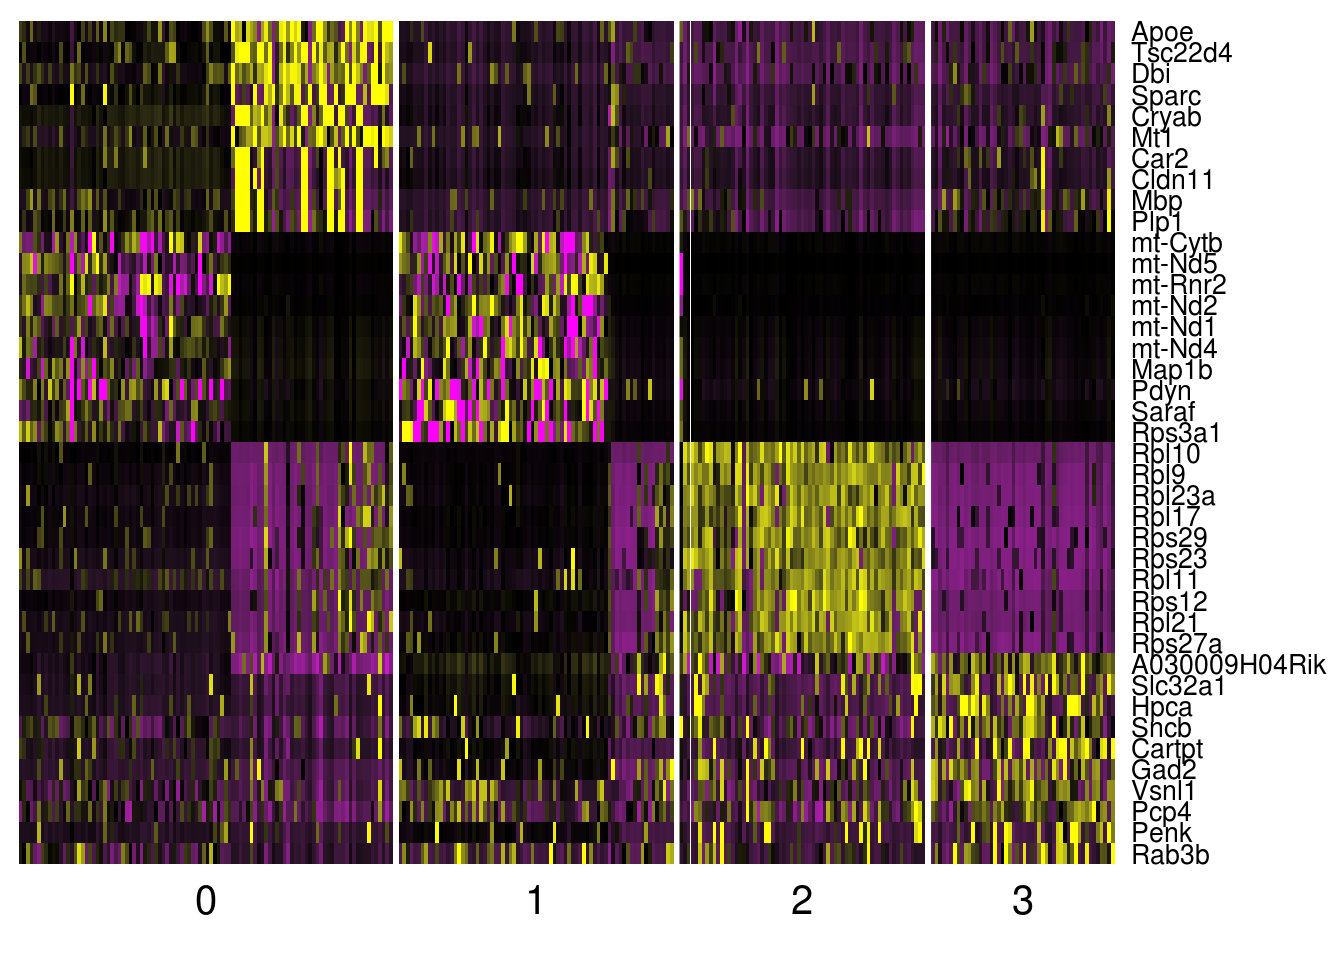 Apoe
Tsc22d4
Dbi
Sparc
Cryab
Mt1
Car2
Cldn11
Mbp
Plp1
mt-Cytb
mt-Nd5
mt-Rnr2
mt-Nd2
mt-Nd1
mt-Nd4
Map1b
Pdyn
Saraf
Rps3a1
Rpl10
Rpl9
Rpl23a
Rpl17
Rps29
Rps23
Rpl11
Rps12
Rpl21
Rps27a
A030009H04Rik
Slc32a1
Hpca
Sncb
Cartpt
Gad2
Vsnl1
Pcp4
Penk
Rab3b
0 1 2 3